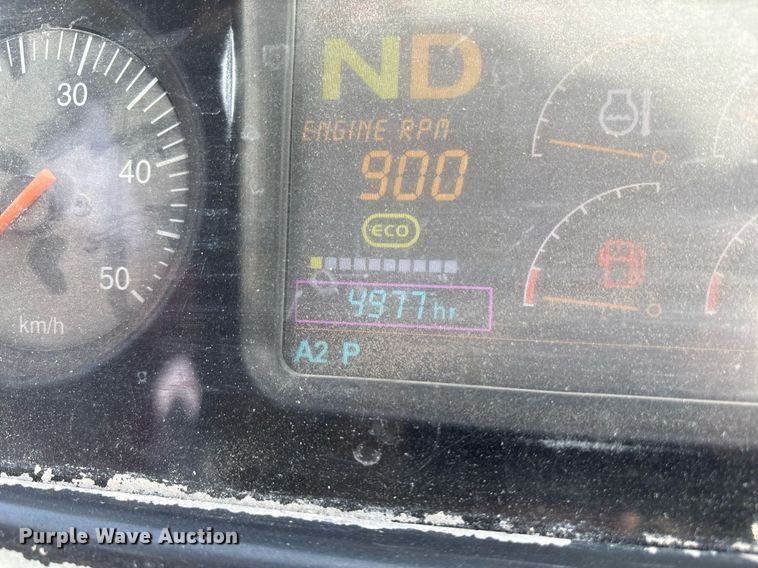 30
40
50
km/h
ND
ENGINE RPM
900
ECO
4977hr
A2 P
Purple Wave Auction